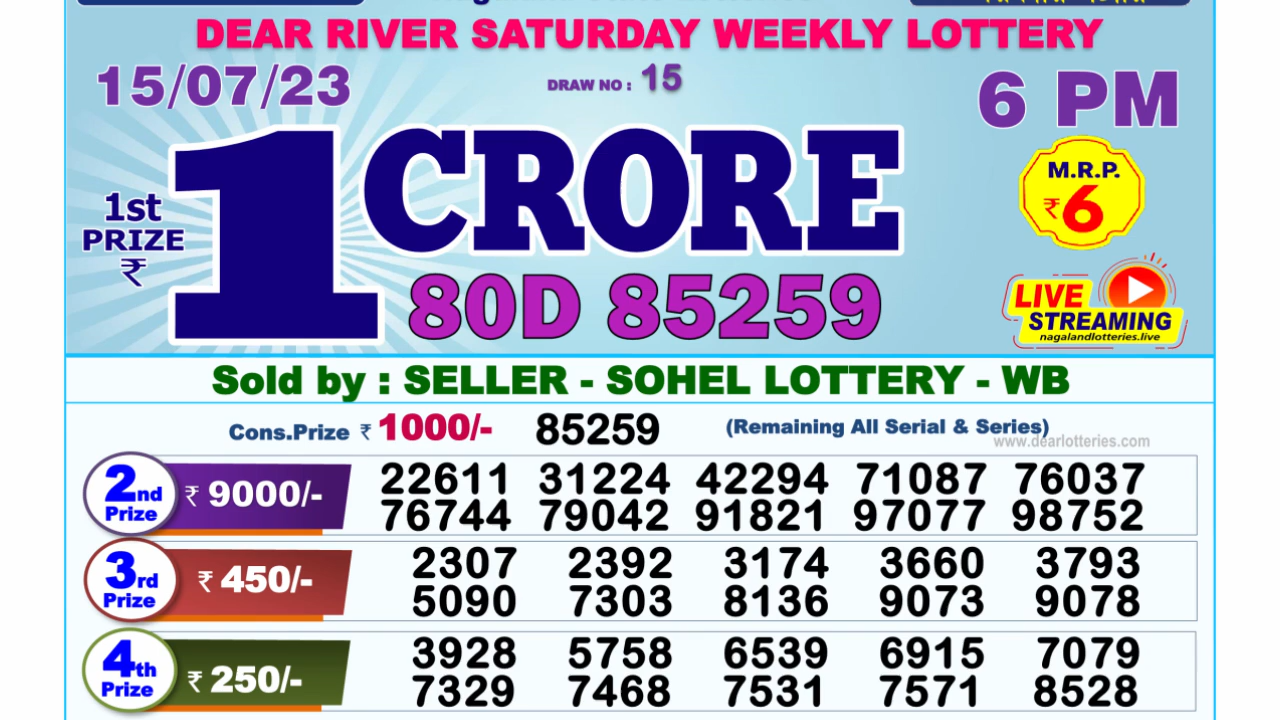 DEAR RIVER SATURDAY WEEKLY LOTTERY
15/07/23
DRAW NO : 15
6 PM
1st
PRIZE
₹
1 CRORE
80D 85259
M.R.P.
₹6
LIVE
STREAMING
nagalandlotteries.live
Sold by : SELLER - SOHEL LOTTERY - WB
Cons.Prize ₹ 1000/- 85259 (Remaining All Serial & Series)
www.dearlotteries.com
2nd
Prize
₹ 9000/-
22611 31224 42294 71087 76037
76744 79042 91821 97077 98752
3rd
Prize
₹ 450/-
2307 2392 3174 3660 3793
5090 7303 8136 9073 9078
4th
Prize
₹ 250/-
3928 5758 6539 6915 7079
7329 7468 7531 7571 8528